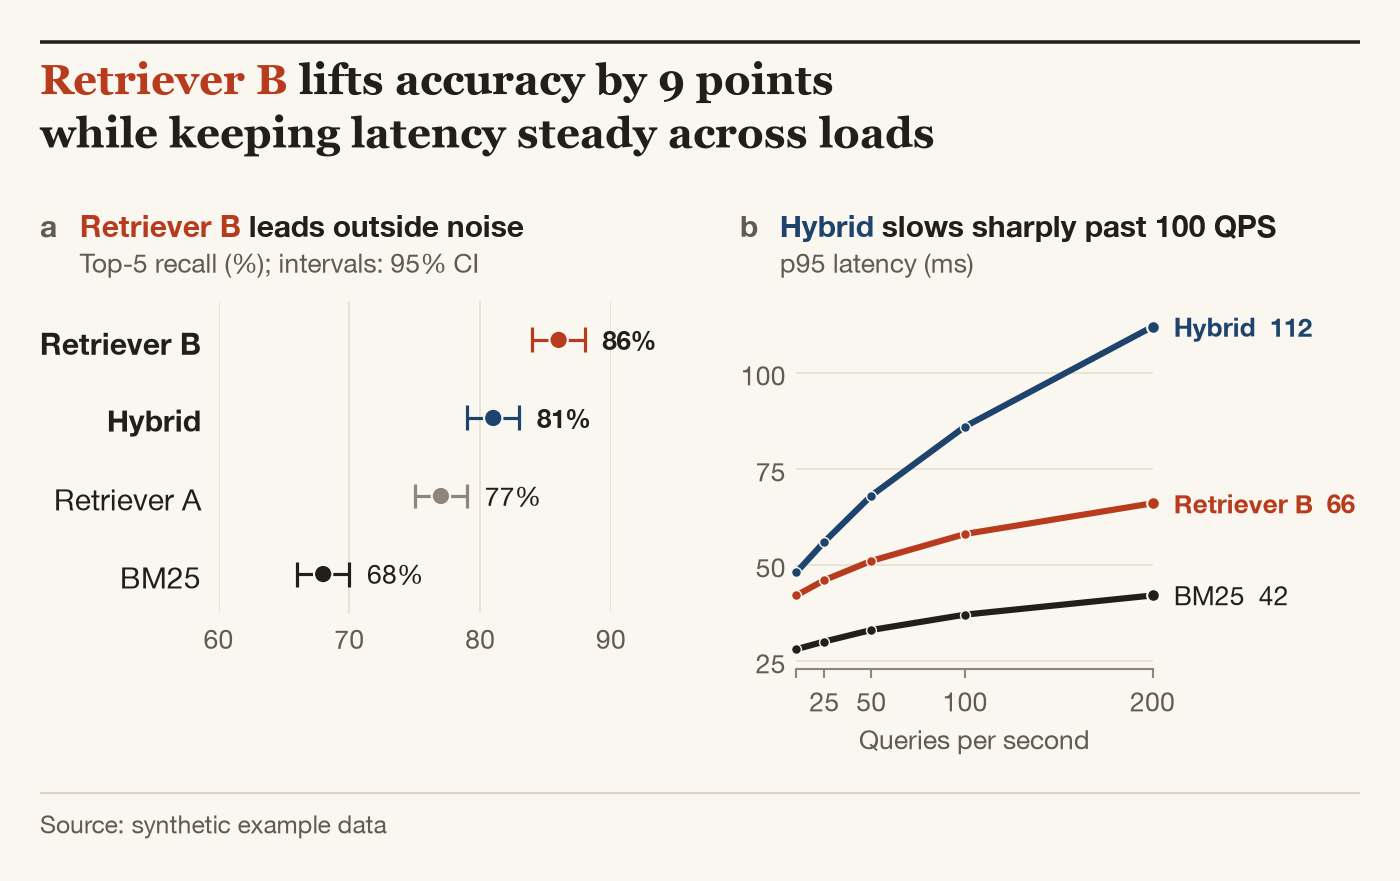 Retriever B lifts accuracy by 9 points
while keeping latency steady across loads
a Retriever B leads outside noise
Top-5 recall (%); intervals: 95% CI
Retriever B 86%
Hybrid 81%
Retriever A 77%
BM25 68%
60 70 80 90
b Hybrid slows sharply past 100 QPS
p95 latency (ms)
Hybrid 112
100
75
Retriever B 66
50
BM25 42
25
25 50 100 200
Queries per second
Source: synthetic example data